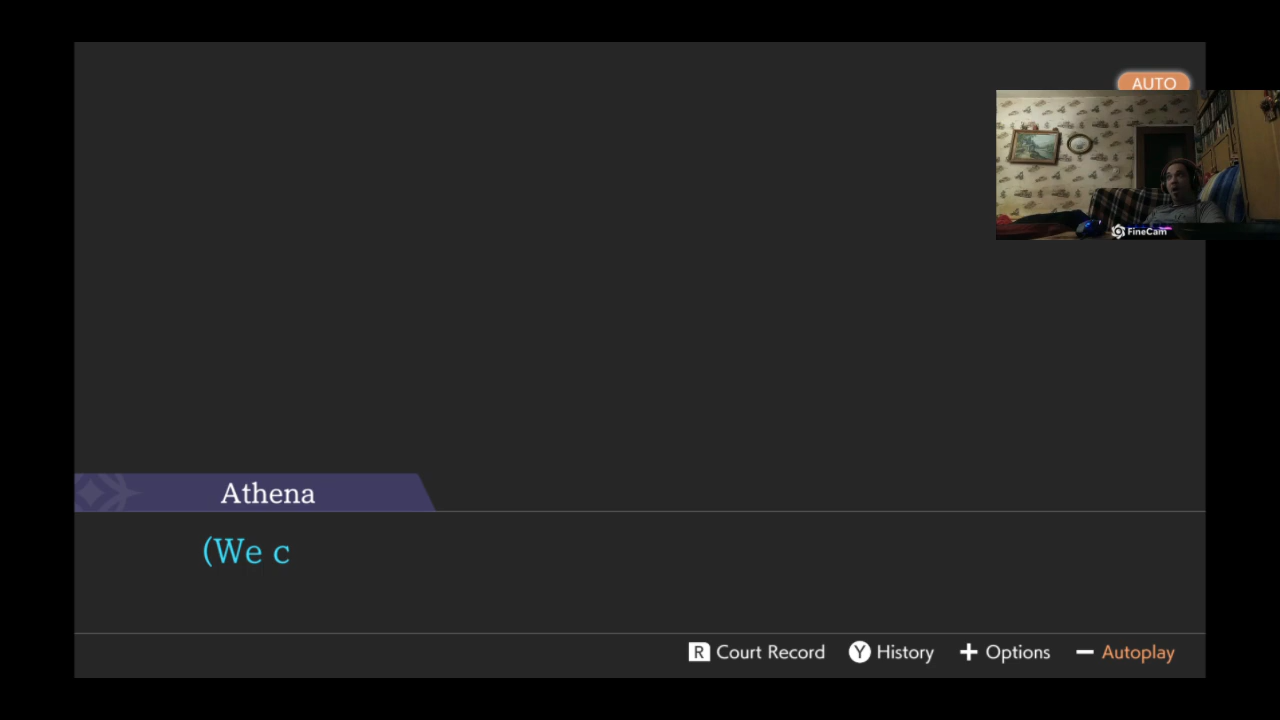 AUTO
FineCam
Athena
(We c
R Court Record Y History + Options - Autoplay